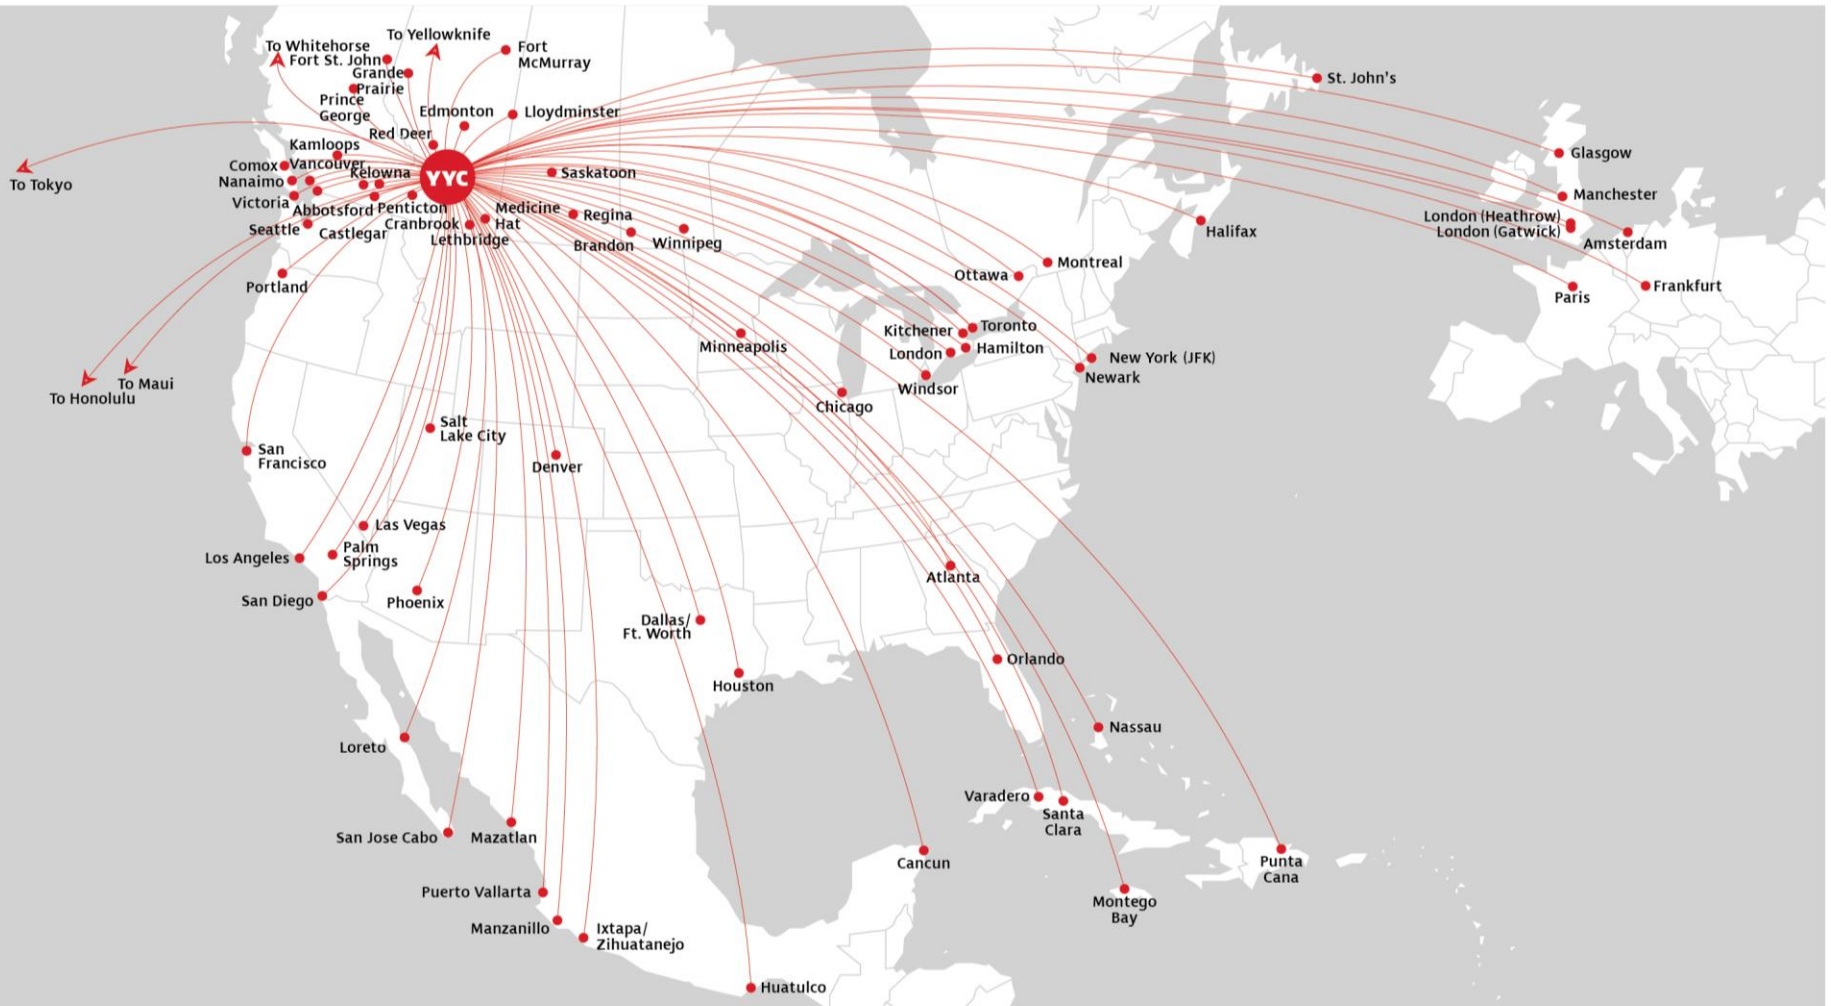 To Yellowknife
To Whitehorse
Fort St. John
Fort
McMurray
Grande
Prairie
Prince
George
Edmonton
Lloydminster
Red Deer
St. John's
Kamloops
Comox
Vancouver
Kelowna
YYC
Saskatoon
Glasgow
To Tokyo
Nanaimo
Victoria
Abbotsford
Penticton
Medicine
Hat
Regina
Manchester
Seattle
Castlegar
Cranbrook
Lethbridge
Brandon
Winnipeg
Halifax
London (Heathrow)
London (Gatwick)
Amsterdam
Portland
Ottawa
Montreal
Paris
Frankfurt
Minneapolis
Kitchener
Toronto
London
Hamilton
New York (JFK)
Newark
Windsor
To Maui
To Honolulu
Chicago
Salt
Lake City
San
Francisco
Denver
Las Vegas
Los Angeles
Palm
Springs
San Diego
Phoenix
Atlanta
Dallas/
Ft. Worth
Orlando
Houston
Nassau
Loreto
Varadero
Santa
Clara
San Jose Cabo
Mazatlan
Cancun
Punta
Cana
Puerto Vallarta
Montego
Bay
Manzanillo
Ixtapa/
Zihuatanejo
Huatulco